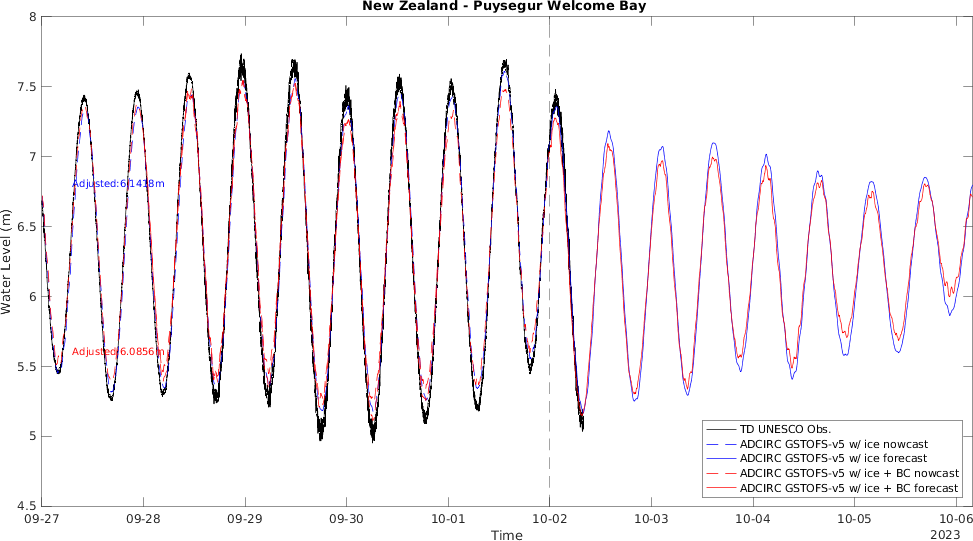 New Zealand - Puysegur Welcome Bay
8
7.5
7
6.5
6
5.5
5
4.5
Water Level (m)
Adjusted:6.1418m
Adjusted:6.0856m
TD UNESCO Obs.
ADCIRC GSTOFS-v5 w/ ice nowcast
ADCIRC GSTOFS-v5 w/ ice forecast
ADCIRC GSTOFS-v5 w/ ice + BC nowcast
ADCIRC GSTOFS-v5 w/ ice + BC forecast
09-27 09-28 09-29 09-30 10-01 10-02 10-03 10-04 10-05 10-06
Time
2023